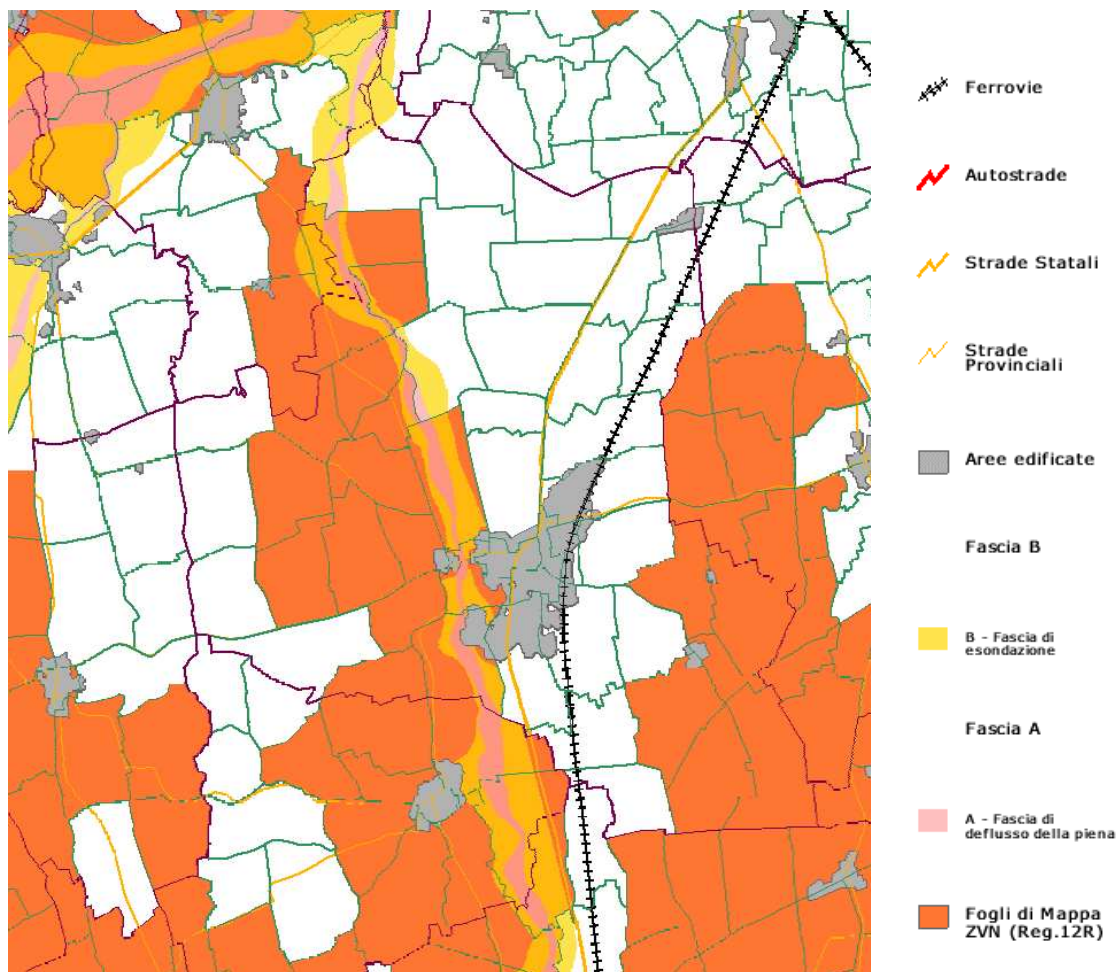 Ferrovie
Autostrade
Strade Statali
Strade
Provinciali
Aree edificate
Fascia B
B - Fascia di
esondazione
Fascia A
A - Fascia di
deflusso della piena
Fogli di Mappa
ZVN (Reg.12R)